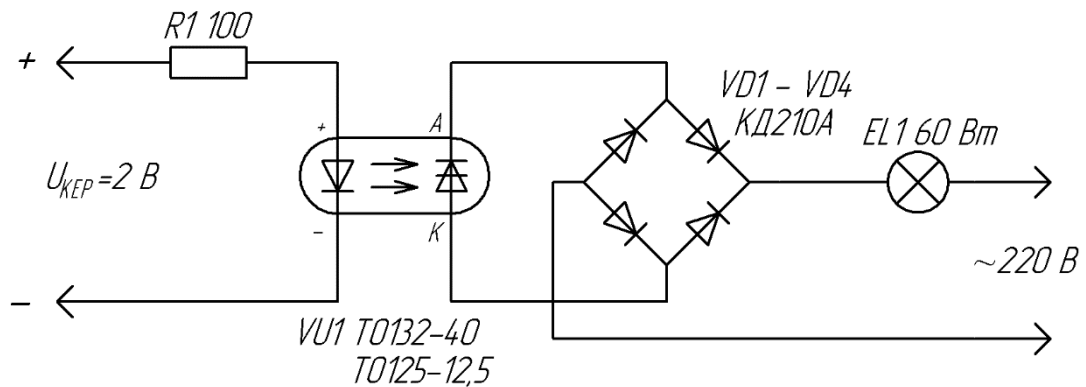 R1 100
+
VD1 – VD4
КД210А
EL1 60 Вт
+
А
U_КЕР=2 В
−
К
~220 В
−
VU1 ТО132-40
ТО125-12,5